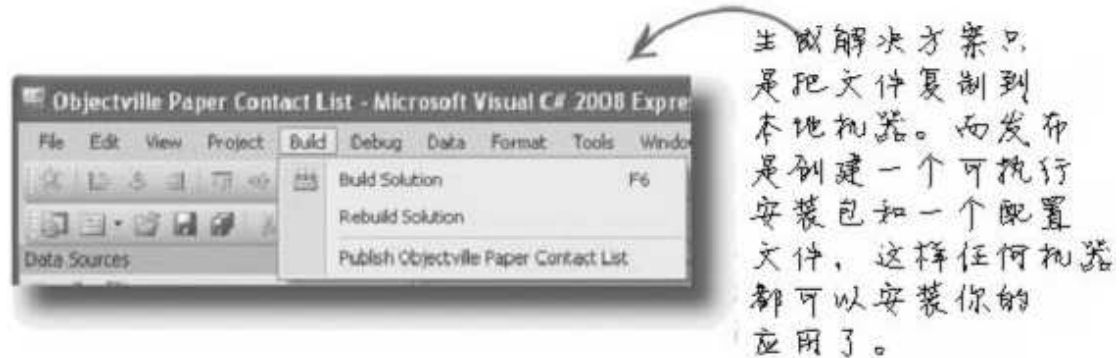 生成解决方案只
是把文件复制到
本地机器。而发布
是创建一个可执行
安装包和一个配置
文件，这样任何机器
都可以安装你的
应用了。
Objectville Paper Contact List - Microsoft Visual C# 2008 Expre
File Edit View Project Build Debug Data Format Tools Windo
Build Solution F6
Rebuild Solution
Publish Objectville Paper Contact List
Data Sources